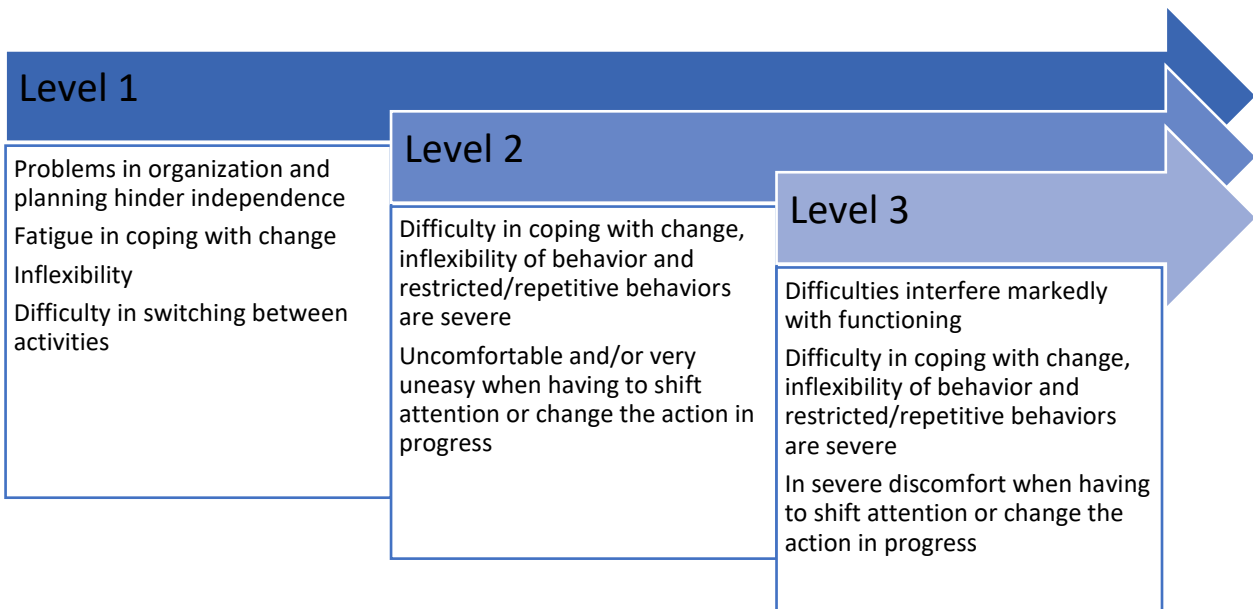 Level 1
Problems in organization and
planning hinder independence
Fatigue in coping with change
Inflexibility
Difficulty in switching between
activities
Level 2
Difficulty in coping with change,
inflexibility of behavior and
restricted/repetitive behaviors
are severe
Uncomfortable and/or very
uneasy when having to shift
attention or change the action in
progress
Level 3
Difficulties interfere markedly
with functioning
Difficulty in coping with change,
inflexibility of behavior and
restricted/repetitive behaviors
are severe
In severe discomfort when having
to shift attention or change the
action in progress